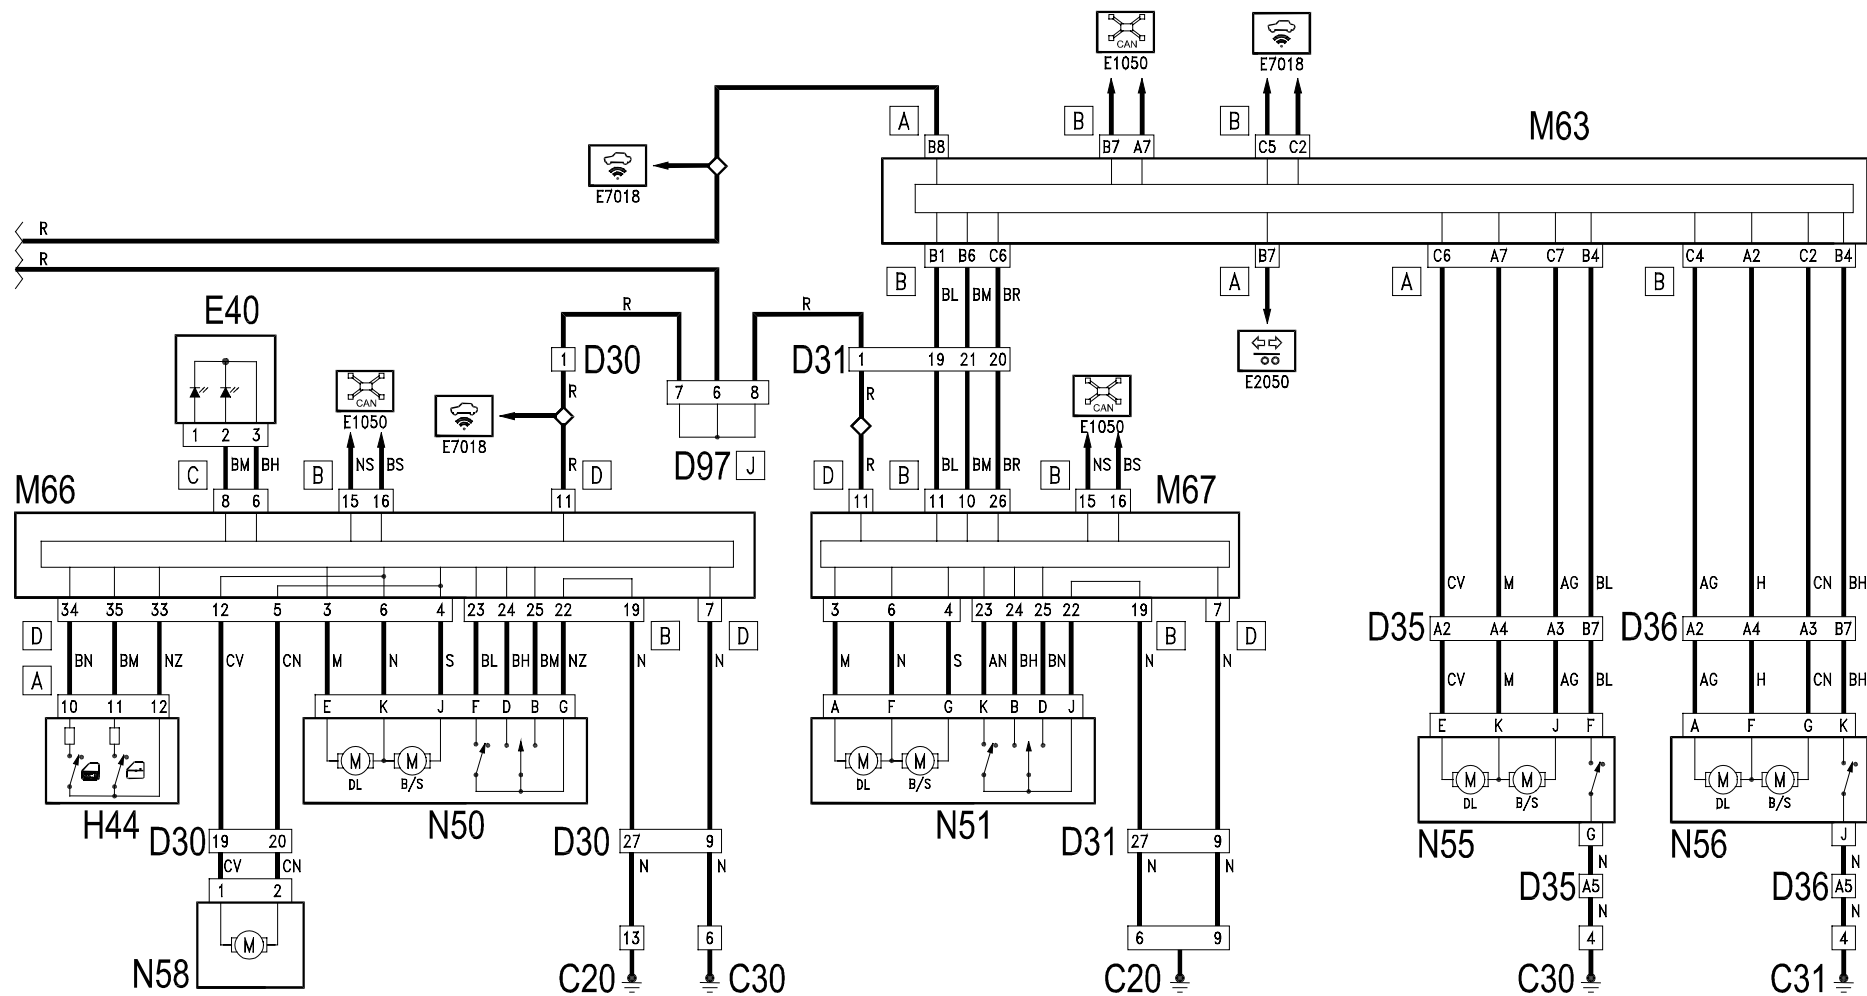 CAN
E1050
E7018
A
B
B
M63
B8
B7 A7
C5 C2
E7018
R
R
B1 B6 C6
B7
C6 A7 C7 B4
C4 A2 C2 B4
B
A
A
B
BL BM BR
E40
R
R
E2050
1 D30
D31 1 19 21 20
7 6 8
CAN
E1050
R
R
CAN
E1050
E7018
1 2 3
D97 J
C
BM BH
B
NS BS
R
D
D
R
B
BL BM BR
B
NS BS
M66
8 6
15 16
11
11
11 10 26
15 16
M67
CV M AG BL
AG H CN BH
34 35 33 12 5 3 6 4 23 24 25 22 19 7
3 6 4 23 24 25 22 19 7
D
B
D
B
D
D35 A2 A4 A3 B7
D36 A2 A4 A3 B7
BN BM NZ CV CN M N S BL BH BM NZ N N
M N S AN BH BN N N
A
CV M AG BL
AG H CN BH
10 11 12
E K J F D B G
A F G K B D J
E K J F
A F G K
M M
M M
DL B/S
DL B/S
M M
M M
DL B/S
DL B/S
H44
N50
N51
N55
N56
D30 19 20
D30 27 9
D31 27 9
G
J
CV CN
N N
N N
N
N
1 2
D35 A5
D36 A5
N
N
M
13
6
6 9
4
4
N58
C20
C30
C20
C30
C31